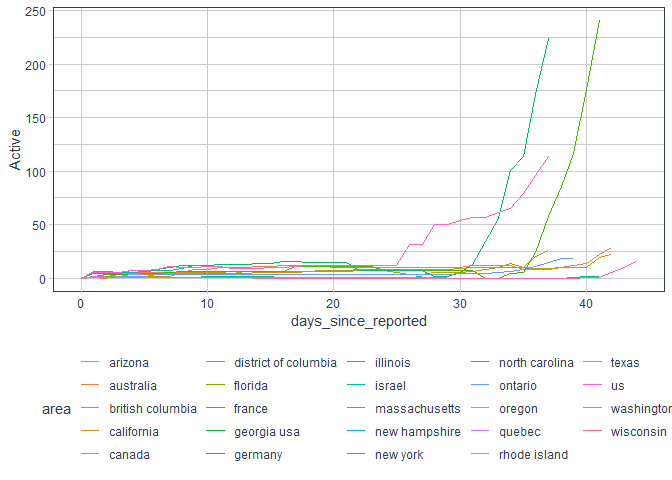 250
200
150
100
50
0
Active
0 10 20 30 40
days_since_reported
arizona district of columbia illinois north carolina texas
australia florida israel ontario us
british columbia france massachusetts oregon washington
area
california georgia usa new hampshire quebec wisconsin
canada germany new york rhode island